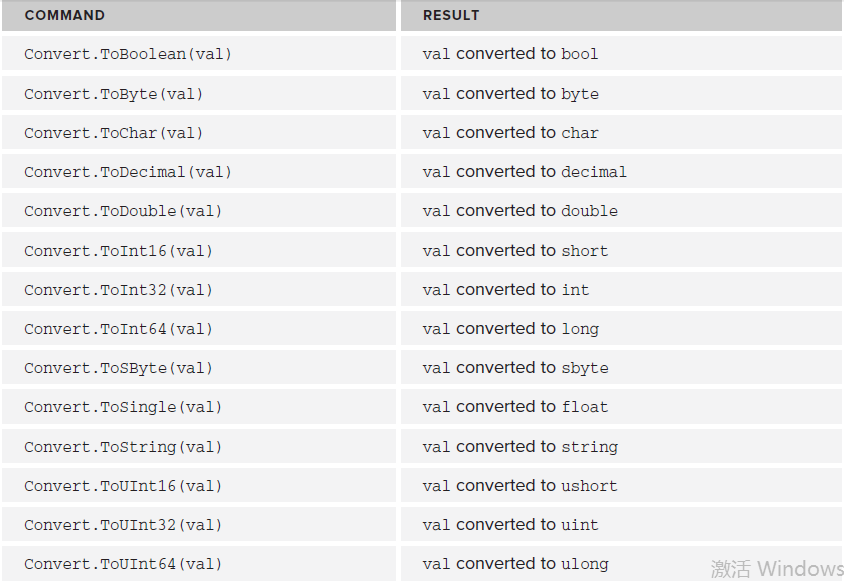 COMMAND RESULT
Convert.ToBoolean(val) val converted to bool
Convert.ToByte(val) val converted to byte
Convert.ToChar(val) val converted to char
Convert.ToDecimal(val) val converted to decimal
Convert.ToDouble(val) val converted to double
Convert.ToInt16(val) val converted to short
Convert.ToInt32(val) val converted to int
Convert.ToInt64(val) val converted to long
Convert.ToSByte(val) val converted to sbyte
Convert.ToSingle(val) val converted to float
Convert.ToString(val) val converted to string
Convert.ToUInt16(val) val converted to ushort
Convert.ToUInt32(val) val converted to uint
Convert.ToUInt64(val) val converted to ulong
激活 Windows